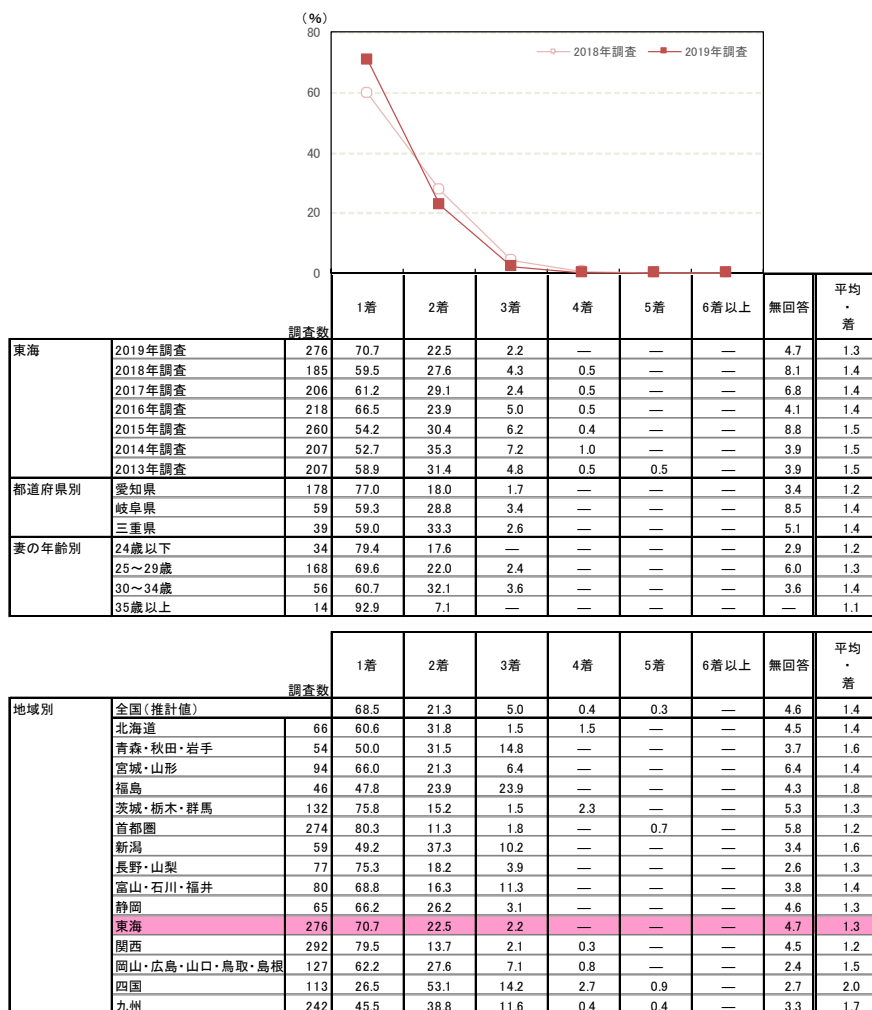 （%）
80
60
40
20
0
2018年調査 2019年調査
調査数 1着 2着 3着 4着 5着 6着以上 無回答 平均・着
東海 2019年調査 276 70.7 22.5 2.2 — — — 4.7 1.3
2018年調査 185 59.5 27.6 4.3 0.5 — — 8.1 1.4
2017年調査 206 61.2 29.1 2.4 0.5 — — 6.8 1.4
2016年調査 218 66.5 23.9 5.0 0.5 — — 4.1 1.4
2015年調査 260 54.2 30.4 6.2 0.4 — — 8.8 1.5
2014年調査 207 52.7 35.3 7.2 1.0 — — 3.9 1.5
2013年調査 207 58.9 31.4 4.8 0.5 0.5 — 3.9 1.5
都道府県別 愛知県 178 77.0 18.0 1.7 — — — 3.4 1.2
岐阜県 59 59.3 28.8 3.4 — — — 8.5 1.4
三重県 39 59.0 33.3 2.6 — — — 5.1 1.4
妻の年齢別 24歳以下 34 79.4 17.6 — — — — 2.9 1.2
25～29歳 168 69.6 22.0 2.4 — — — 6.0 1.3
30～34歳 56 60.7 32.1 3.6 — — — 3.6 1.4
35歳以上 14 92.9 7.1 — — — — — 1.1
調査数 1着 2着 3着 4着 5着 6着以上 無回答 平均・着
地域別 全国（推計値） 68.5 21.3 5.0 0.4 0.3 — 4.6 1.4
北海道 66 60.6 31.8 1.5 1.5 — — 4.5 1.4
青森・秋田・岩手 54 50.0 31.5 14.8 — — — 3.7 1.6
宮城・山形 94 66.0 21.3 6.4 — — — 6.4 1.4
福島 46 47.8 23.9 23.9 — — — 4.3 1.8
茨城・栃木・群馬 132 75.8 15.2 1.5 2.3 — — 5.3 1.3
首都圏 274 80.3 11.3 1.8 — 0.7 — 5.8 1.2
新潟 59 49.2 37.3 10.2 — — — 3.4 1.6
長野・山梨 77 75.3 18.2 3.9 — — — 2.6 1.3
富山・石川・福井 80 68.8 16.3 11.3 — — — 3.8 1.4
静岡 65 66.2 26.2 3.1 — — — 4.6 1.3
東海 276 70.7 22.5 2.2 — — — 4.7 1.3
関西 292 79.5 13.7 2.1 0.3 — — 4.5 1.2
岡山・広島・山口・鳥取・島根 127 62.2 27.6 7.1 0.8 — — 2.4 1.5
四国 113 26.5 53.1 14.2 2.7 0.9 — 2.7 2.0
九州 242 45.5 38.8 11.6 0.4 0.4 — 3.3 1.7